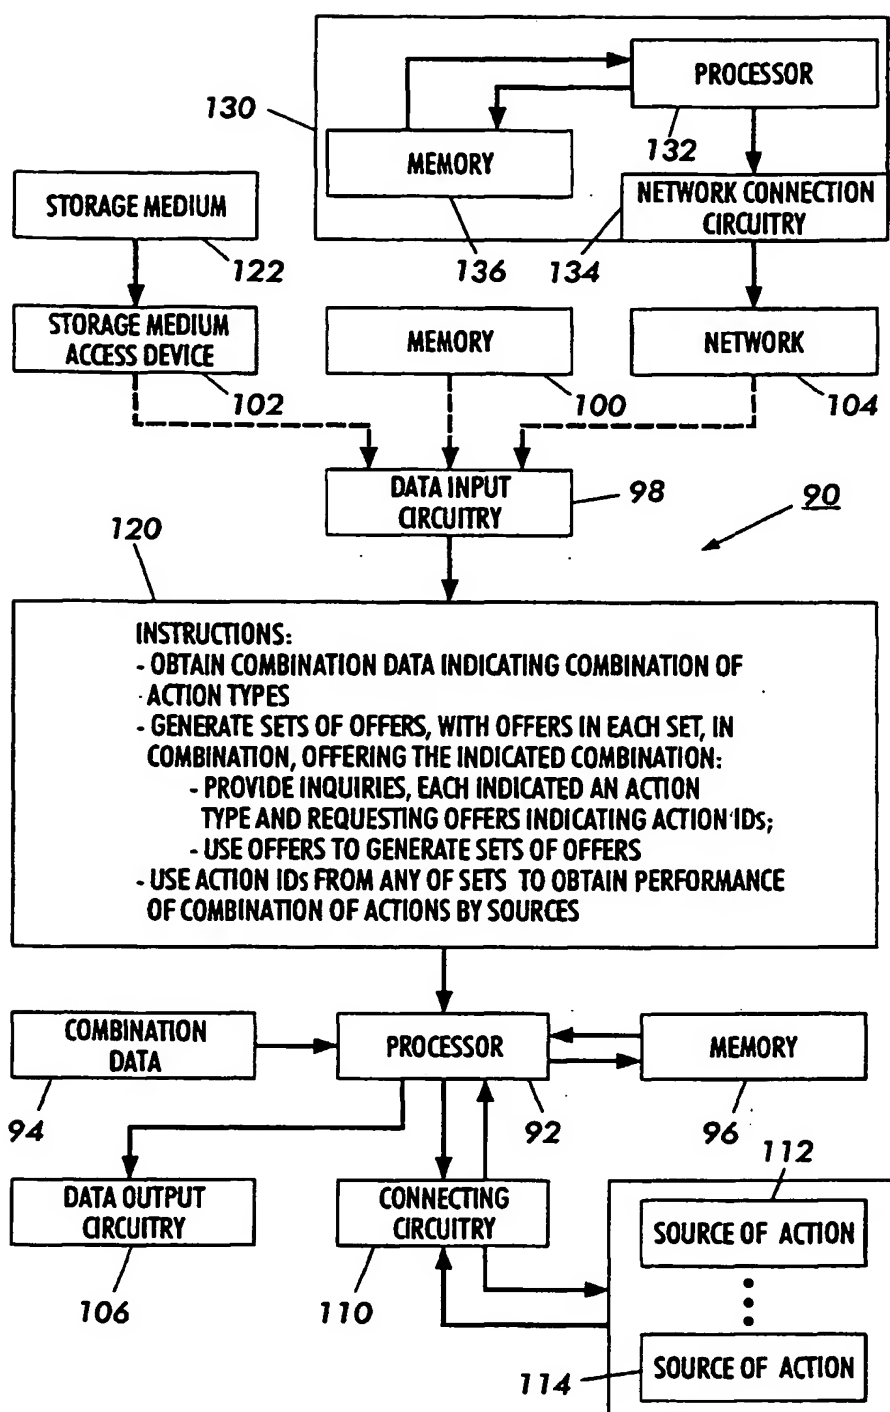 PROCESSOR
130
132
MEMORY
STORAGE MEDIUM
NETWORK CONNECTION
CIRCUITRY
122
136
134
STORAGE MEDIUM
ACCESS DEVICE
MEMORY
NETWORK
102
100
104
DATA INPUT
CIRCUITRY
98
90
120
INSTRUCTIONS:
- OBTAIN COMBINATION DATA INDICATING COMBINATION OF
ACTION TYPES
- GENERATE SETS OF OFFERS, WITH OFFERS IN EACH SET, IN
COMBINATION, OFFERING THE INDICATED COMBINATION:
- PROVIDE INQUIRIES, EACH INDICATED AN ACTION
TYPE AND REQUESTING OFFERS INDICATING ACTION IDs;
- USE OFFERS TO GENERATE SETS OF OFFERS
- USE ACTION IDs FROM ANY OF SETS TO OBTAIN PERFORMANCE
OF COMBINATION OF ACTIONS BY SOURCES
COMBINATION
DATA
PROCESSOR
MEMORY
94
92
96
112
DATA OUTPUT
CIRCUITRY
CONNECTING
CIRCUITRY
SOURCE OF ACTION
106
110
SOURCE OF ACTION
114